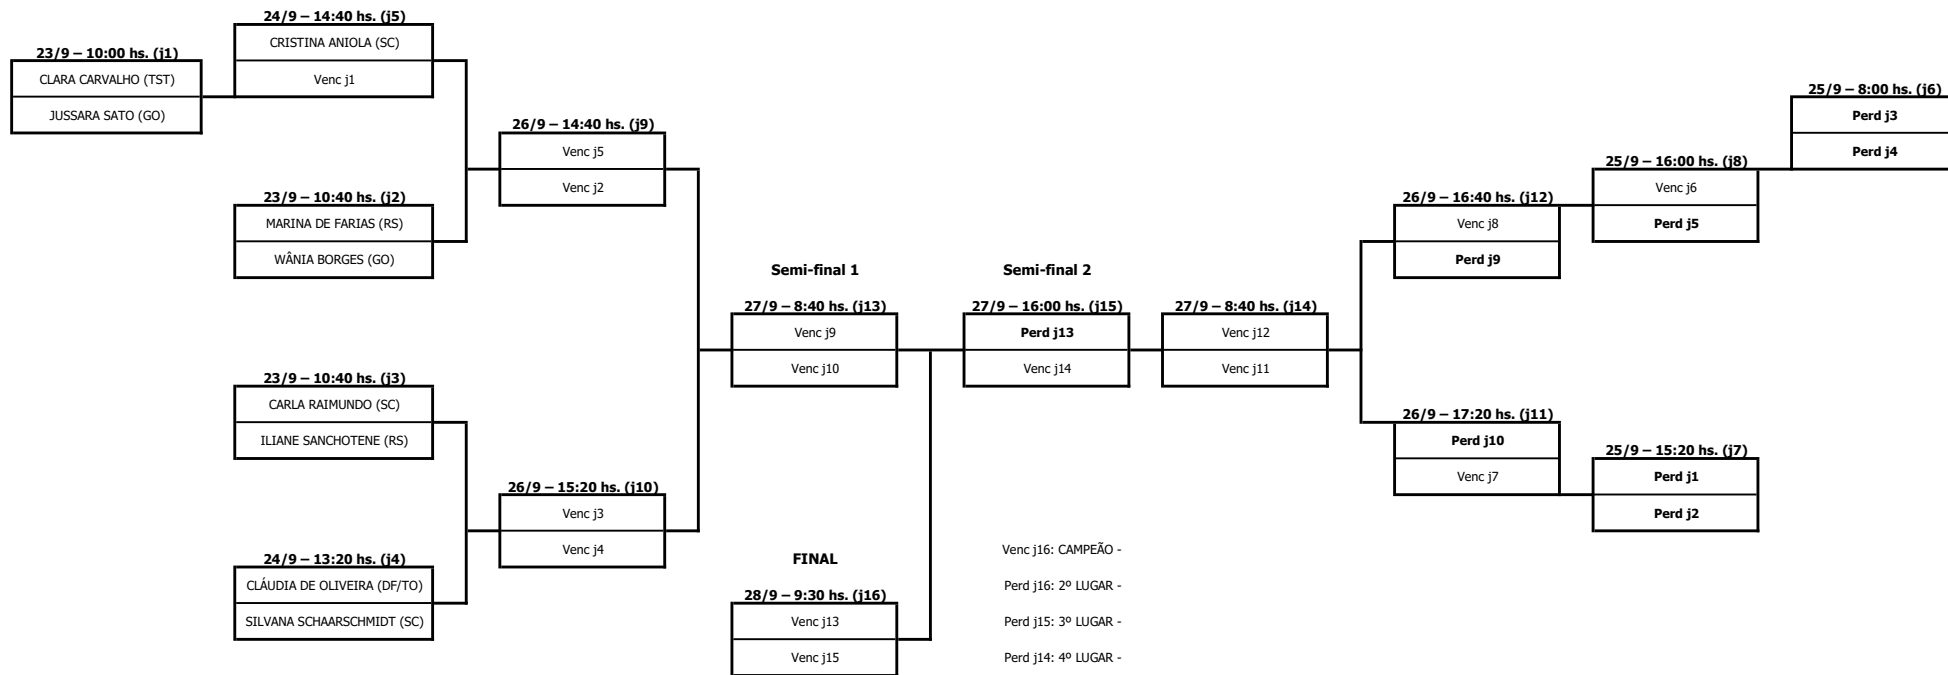 24/9 – 14:40 hs. (j5)
CRISTINA ANIOLA (SC)
Venc j1
23/9 – 10:00 hs. (j1)
CLARA CARVALHO (TST)
JUSSARA SATO (GO)
26/9 – 14:40 hs. (j9)
Venc j5
Venc j2
23/9 – 10:40 hs. (j2)
MARINA DE FARIAS (RS)
WÂNIA BORGES (GO)
Semi-final 1
27/9 – 8:40 hs. (j13)
Venc j9
Venc j10
23/9 – 10:40 hs. (j3)
CARLA RAIMUNDO (SC)
ILIANE SANCHOTENE (RS)
26/9 – 15:20 hs. (j10)
Venc j3
Venc j4
24/9 – 13:20 hs. (j4)
CLÁUDIA DE OLIVEIRA (DF/TO)
SILVANA SCHAARSCHMIDT (SC)
FINAL
28/9 – 9:30 hs. (j16)
Venc j13
Venc j15
Semi-final 2
27/9 – 16:00 hs. (j15)
Perd j13
Venc j14
27/9 – 8:40 hs. (j14)
Venc j12
Venc j11
25/9 – 8:00 hs. (j6)
Perd j3
Perd j4
25/9 – 16:00 hs. (j8)
Venc j6
Perd j5
26/9 – 16:40 hs. (j12)
Venc j8
Perd j9
26/9 – 17:20 hs. (j11)
Perd j10
Venc j7
25/9 – 15:20 hs. (j7)
Perd j1
Perd j2
Venc j16: CAMPEÃO -
Perd j16: 2º LUGAR -
Perd j15: 3º LUGAR -
Perd j14: 4º LUGAR -